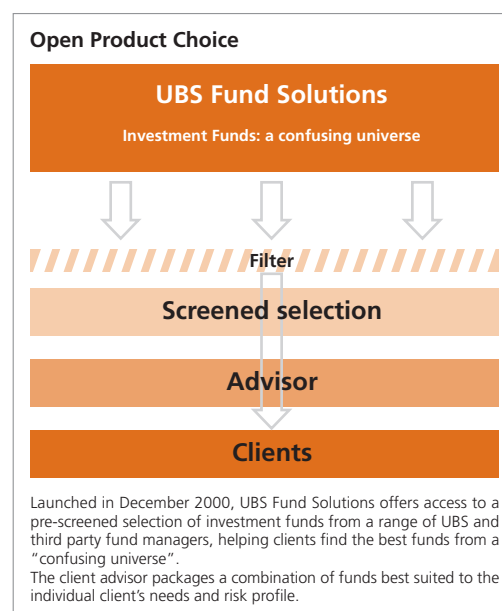 Open Product Choice
UBS Fund Solutions
Investment Funds: a confusing universe
Filter
Screened selection
Advisor
Clients
Launched in December 2000, UBS Fund Solutions offers access to a
pre-screened selection of investment funds from a range of UBS and
third party fund managers, helping clients find the best funds from a
“confusing universe”.
The client advisor packages a combination of funds best suited to the
individual client’s needs and risk profile.